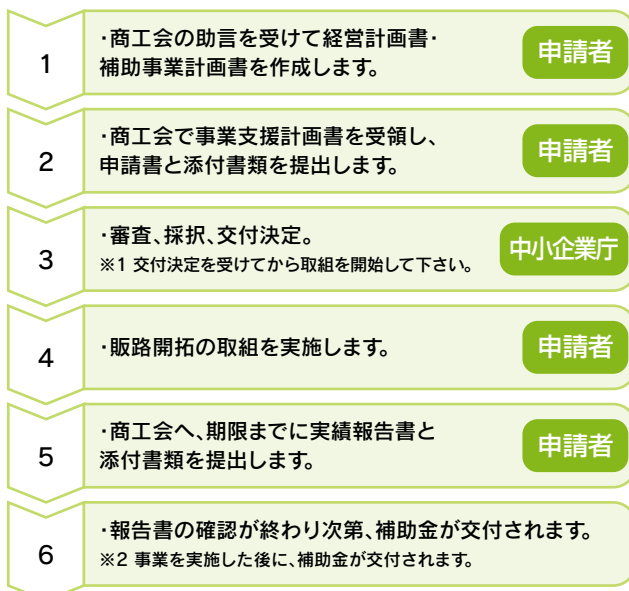 1
・商工会の助言を受けて経営計画書・
補助事業計画書を作成します。
申請者
2
・商工会で事業支援計画書を受領し、
申請書と添付書類を提出します。
申請者
3
・審査、採択、交付決定。
※1 交付決定を受けてから取組を開始して下さい。
中小企業庁
4
・販路開拓の取組を実施します。
申請者
5
・商工会へ、期限までに実績報告書と
添付書類を提出します。
申請者
6
・報告書の確認が終わり次第、補助金が交付されます。
※2 事業を実施した後に、補助金が交付されます。